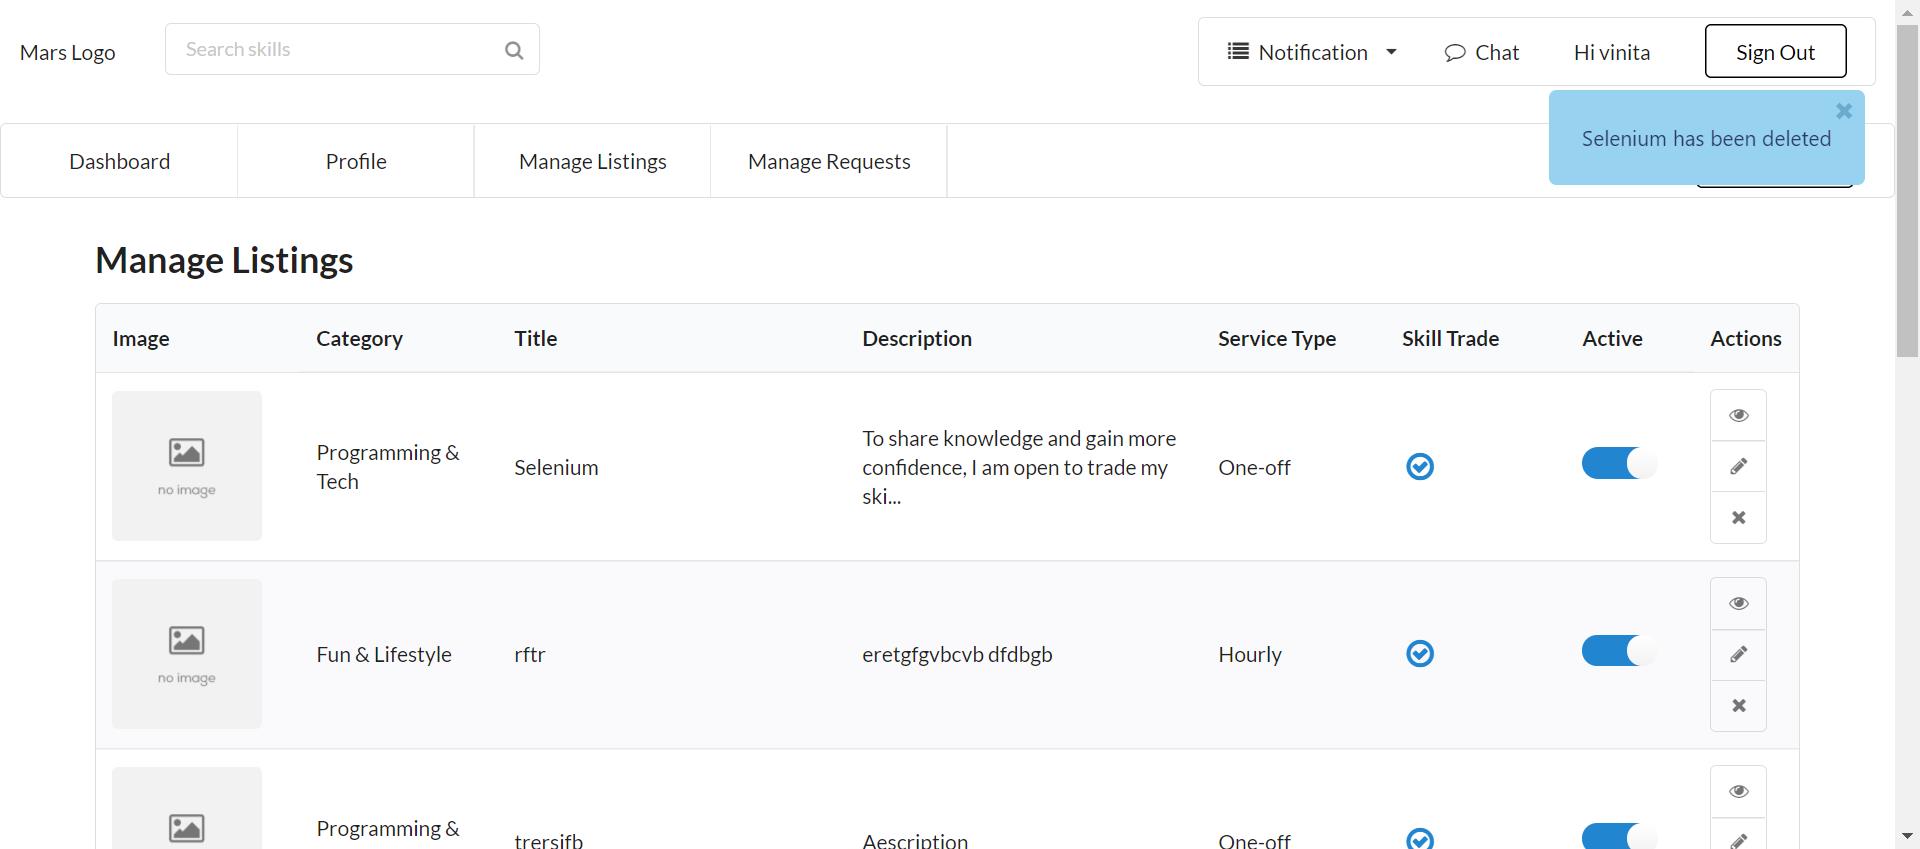 Mars Logo
Search skills
Notification
Chat
Hi vinita
Sign Out
Selenium has been deleted
Dashboard
Profile
Manage Listings
Manage Requests
Manage Listings
Image
Category
Title
Description
Service Type
Skill Trade
Active
Actions
no image
Programming &
Tech
Selenium
To share knowledge and gain more
confidence, I am open to trade my
ski...
One-off
no image
Fun & Lifestyle
rftr
eretgfgvbcvb dfdbgb
Hourly
Programming &
trersifb
Aescription
One-off